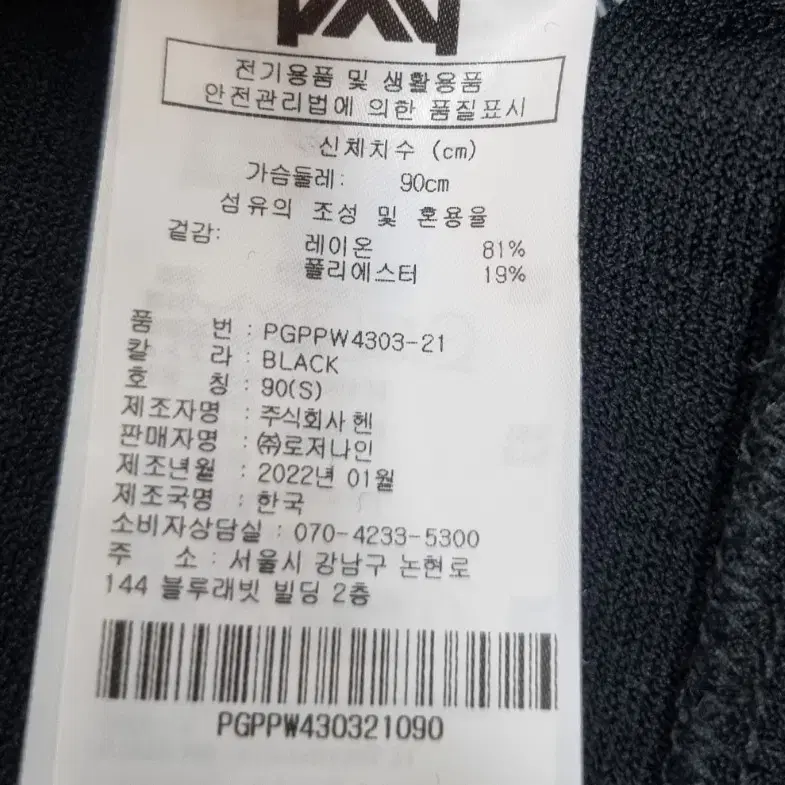 전기용품 및 생활용품
안전관리법에 의한 품질표시
신체치수 (cm)
가슴둘레: 90cm
섬유의 조성 및 혼용율
겉감: 레이온 81%
폴리에스터 19%
품 번 : PGPPW4303-21
칼 라 : BLACK
호 칭 : 90(S)
제조자명 : 주식회사 헨
판매자명 : ㈜로저나인
제조년월 : 2022년 01월
제조국명 : 한국
소비자상담실 : 070-4233-5300
주 소 : 서울시 강남구 논현로
144 블루래빗 빌딩 2층
PGPPW430321090